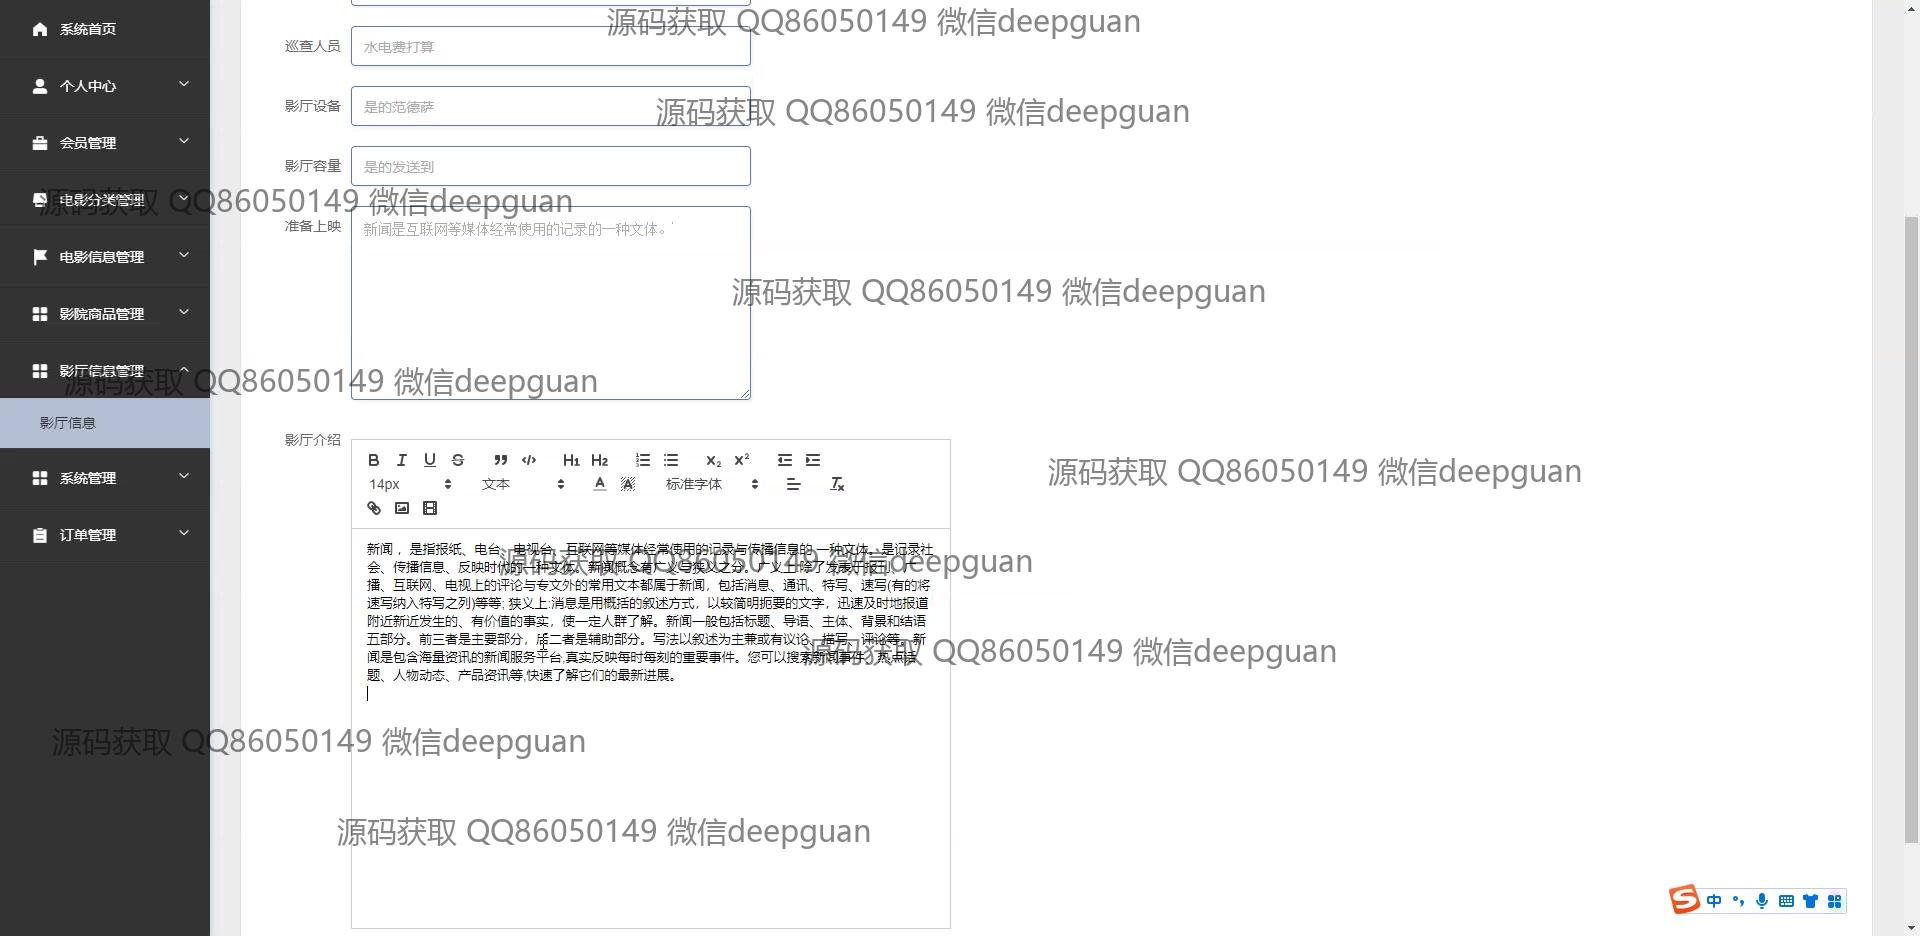 系统首页
个人中心
会员管理
电影分类管理
电影信息管理
影院商品管理
影厅信息管理
影厅信息
系统管理
订单管理
源码获取 QQ86050149 微信deepguan
巡查人员
水电费打算
影厅设备
是的范德萨
源码获取 QQ86050149 微信deepguan
影厅容量
是的发送到
源码获取 QQ86050149 微信deepguan
准备上映
新闻是互联网等媒体经常使用的记录的一种文体。
源码获取 QQ86050149 微信deepguan
源码获取 QQ86050149 微信deepguan
影厅介绍
B I U S H1 H2 X2 X2
14px 文本 A A 标准字体
源码获取 QQ86050149 微信deepguan
新闻 ，是指报纸、电台、电视台、互联网等媒体经常使用的记录与传播信息的 一种文体。是记录社
会、传播信息、反映时代的一种文体。新闻概念有广义与狭义之分。广义上:除了发表于报刊、广
播、互联网、电视上的评论与专文外的常用文本都属于新闻，包括消息、通讯、特写、速写(有的将
速写纳入特写之列)等等; 狭义上:消息是用概括的叙述方式，以较简明扼要的文字，迅速及时地报道
附近新近发生的、有价值的事实，使一定人群了解。新闻一般包括标题、导语、主体、背景和结语
五部分。前三者是主要部分，后二者是辅助部分。写法以叙述为主兼或有议论、描写、评论等。新
闻是包含海量资讯的新闻服务平台,真实反映每时每刻的重要事件。您可以搜索新闻事件、热点话
题、人物动态、产品资讯等,快速了解它们的最新进展。
源码获取 QQ86050149 微信deepguan
源码获取 QQ86050149 微信deepguan
源码获取 QQ86050149 微信deepguan
源码获取 QQ86050149 微信deepguan
中